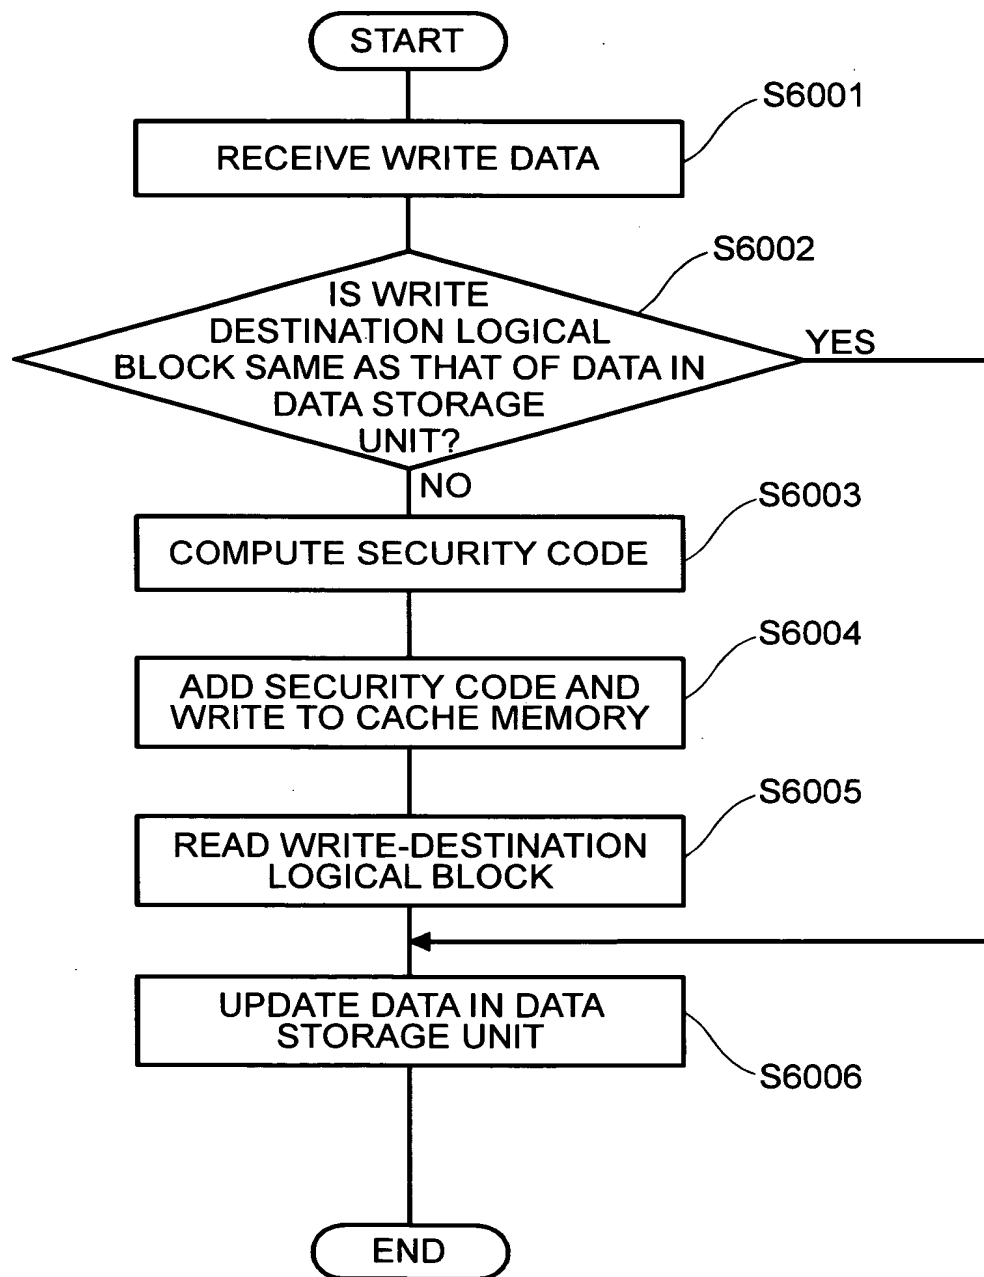 START
S6001
RECEIVE WRITE DATA
S6002
IS WRITE
DESTINATION LOGICAL
BLOCK SAME AS THAT OF DATA IN
DATA STORAGE
UNIT?
YES
NO
S6003
COMPUTE SECURITY CODE
S6004
ADD SECURITY CODE AND
WRITE TO CACHE MEMORY
S6005
READ WRITE-DESTINATION
LOGICAL BLOCK
UPDATE DATA IN DATA
STORAGE UNIT
S6006
END